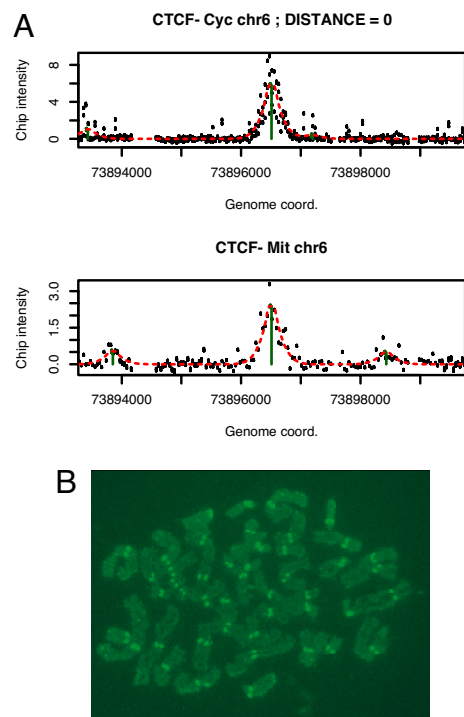 A
CTCF- Cyc chr6 ; DISTANCE = 0
Chip intensity
8
4
0
73894000 73896000 73898000
Genome coord.
CTCF- Mit chr6
Chip intensity
3.0
1.5
0.0
73894000 73896000 73898000
Genome coord.
B